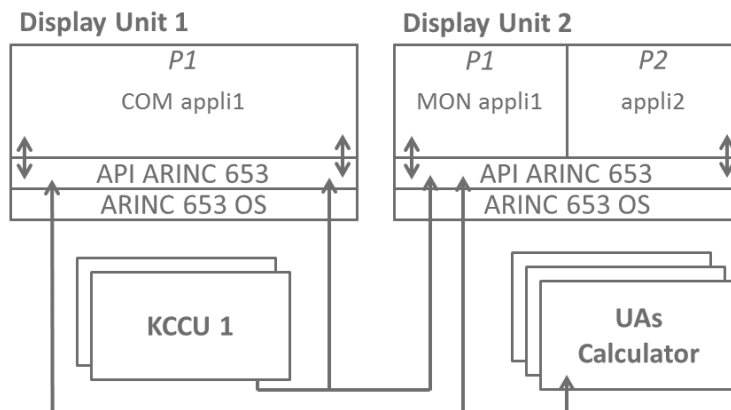 Display Unit 1
P1
COM appli1
API ARINC 653
ARINC 653 OS
Display Unit 2
P1
MON appli1
P2
appli2
API ARINC 653
ARINC 653 OS
KCCU 1
UAs
Calculator